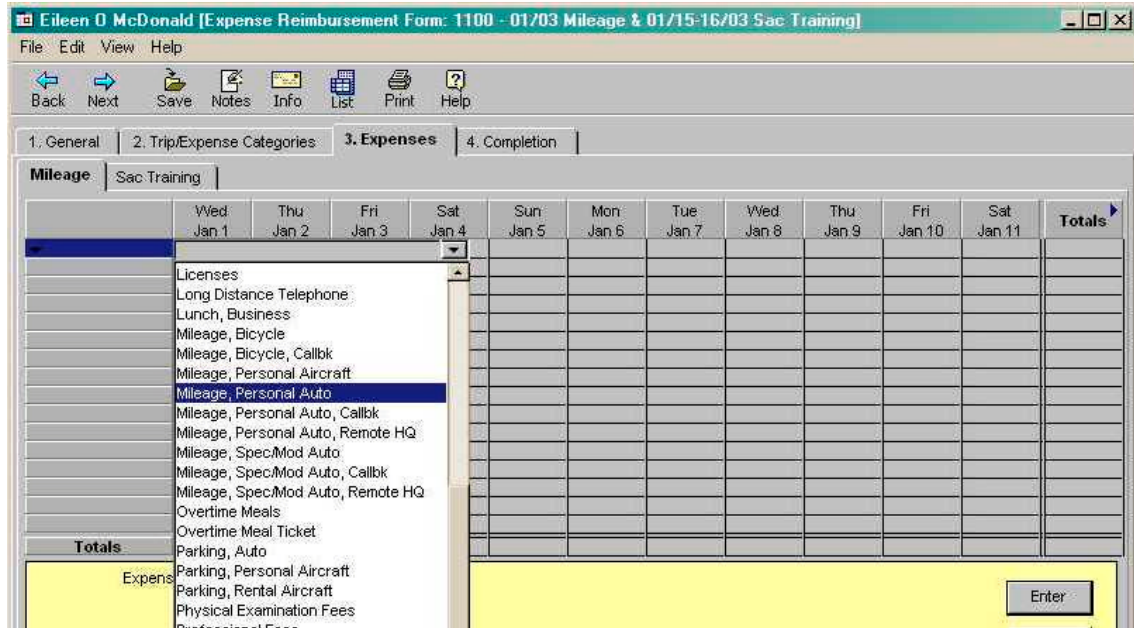 Eileen O McDonald [Expense Reimbursement Form: 1100 - 01/03 Mileage & 01/15-16/03 Sac Training]
File Edit View Help
Back Next Save Notes Info List Print Help
1. General 2. Trip/Expense Categories 3. Expenses 4. Completion
Mileage Sac Training
Wed Thu Fri Sat Sun Mon Tue Wed Thu Fri Sat Totals
Jan 1 Jan 2 Jan 3 Jan 4 Jan 5 Jan 6 Jan 7 Jan 8 Jan 9 Jan 10 Jan 11
Licenses
Long Distance Telephone
Lunch, Business
Mileage, Bicycle
Mileage, Bicycle, Callbk
Mileage, Personal Aircraft
Mileage, Personal Auto
Mileage, Personal Auto, Callbk
Mileage, Personal Auto, Remote HQ
Mileage, Spec/Mod Auto
Mileage, Spec/Mod Auto, Callbk
Mileage, Spec/Mod Auto, Remote HQ
Overtime Meals
Overtime Meal Ticket
Totals
Parking, Auto
Parking, Personal Aircraft
Expens
Parking, Rental Aircraft
Enter
Physical Examination Fees